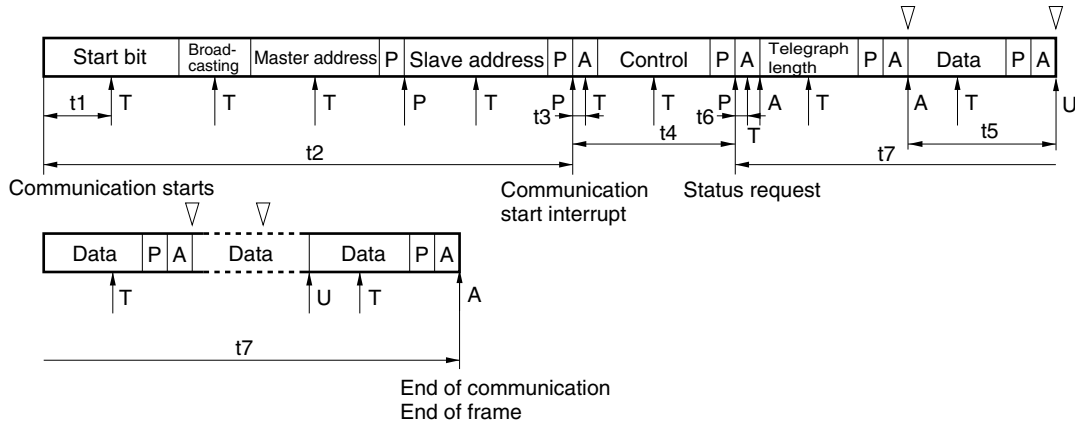 Start bit Broad-casting Master address P Slave address P A Control P A Telegraph length P A Data P A
t1 T T T P T P t3 T T P t6 T A T A T U
t4 t5
t2 t7
Communication starts Communication start interrupt Status request
Data P A Data Data P A
T U T A
t7
End of communication
End of frame